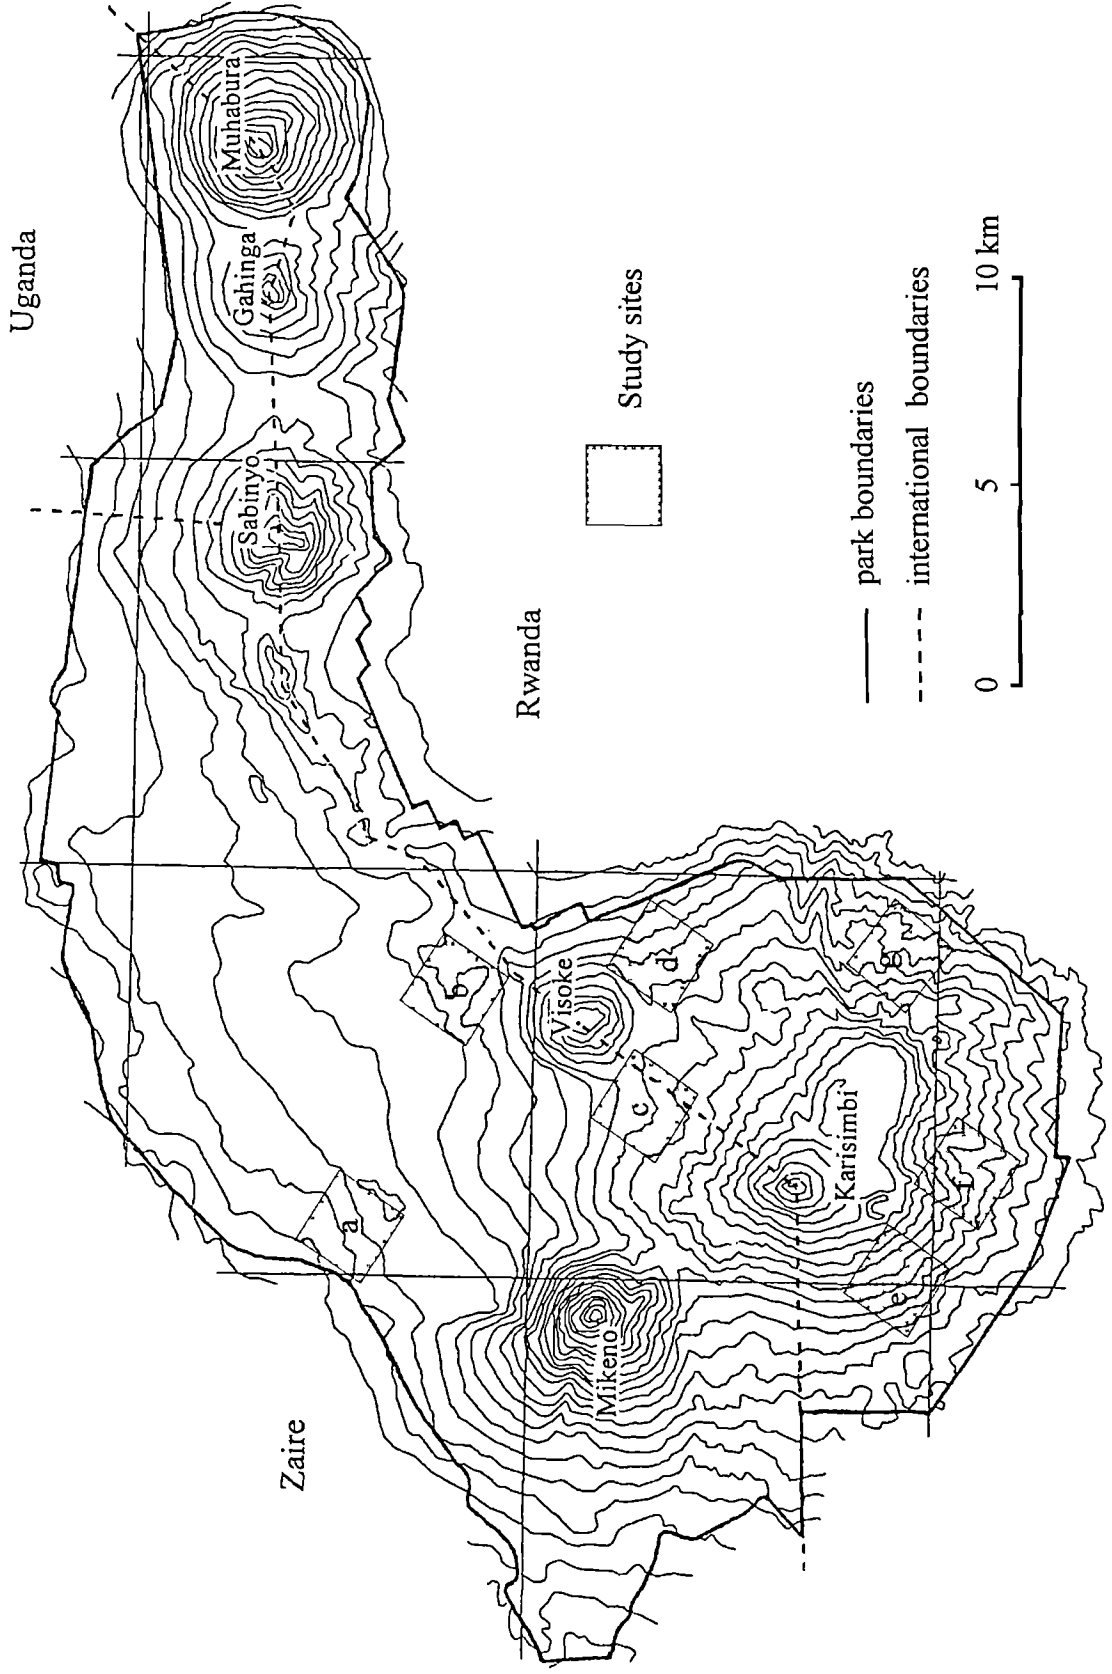 Uganda
Muhabura
Gahinga
Sabinyo
Zaire
Rwanda
Visoke
Mikeno
Karisimbi
a
b
c
d
e
f
g
Study sites
park boundaries
international boundaries
0 5 10 km